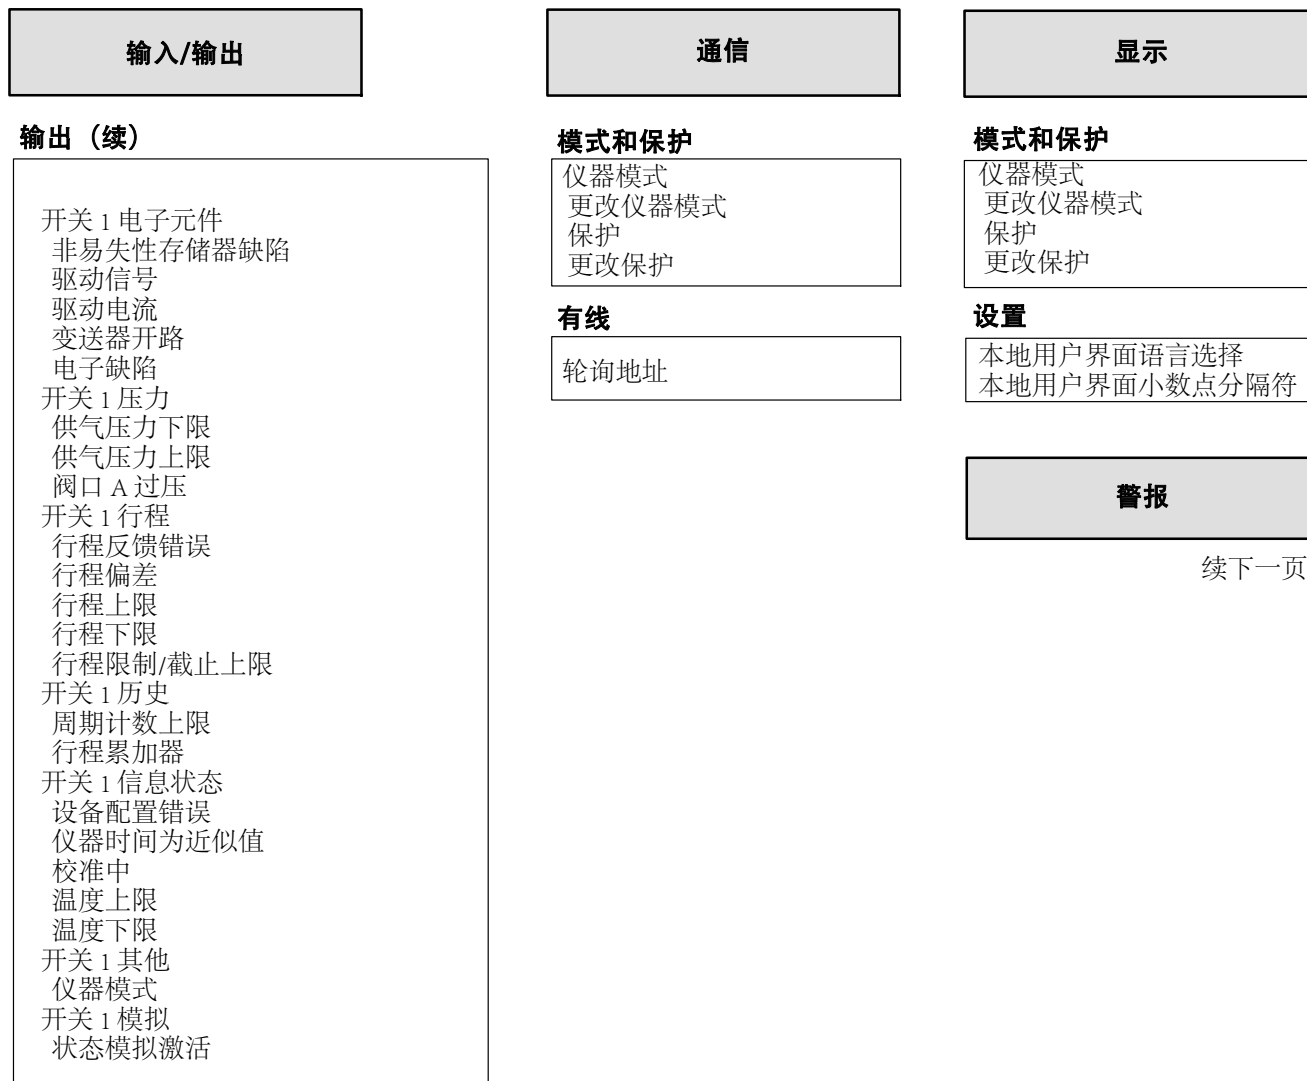 输入/输出
输出（续）
开关 1 电子元件
非易失性存储器缺陷
驱动信号
驱动电流
变送器开路
电子缺陷
开关 1 压力
供气压力下限
供气压力上限
阀口 A 过压
开关 1 行程
行程反馈错误
行程偏差
行程上限
行程下限
行程限制/截止上限
开关 1 历史
周期计数上限
行程累加器
开关 1 信息状态
设备配置错误
仪器时间为近似值
校准中
温度上限
温度下限
开关 1 其他
仪器模式
开关 1 模拟
状态模拟激活
通信
模式和保护
仪器模式
更改仪器模式
保护
更改保护
有线
轮询地址
显示
模式和保护
仪器模式
更改仪器模式
保护
更改保护
设置
本地用户界面语言选择
本地用户界面小数点分隔符
警报
续下一页